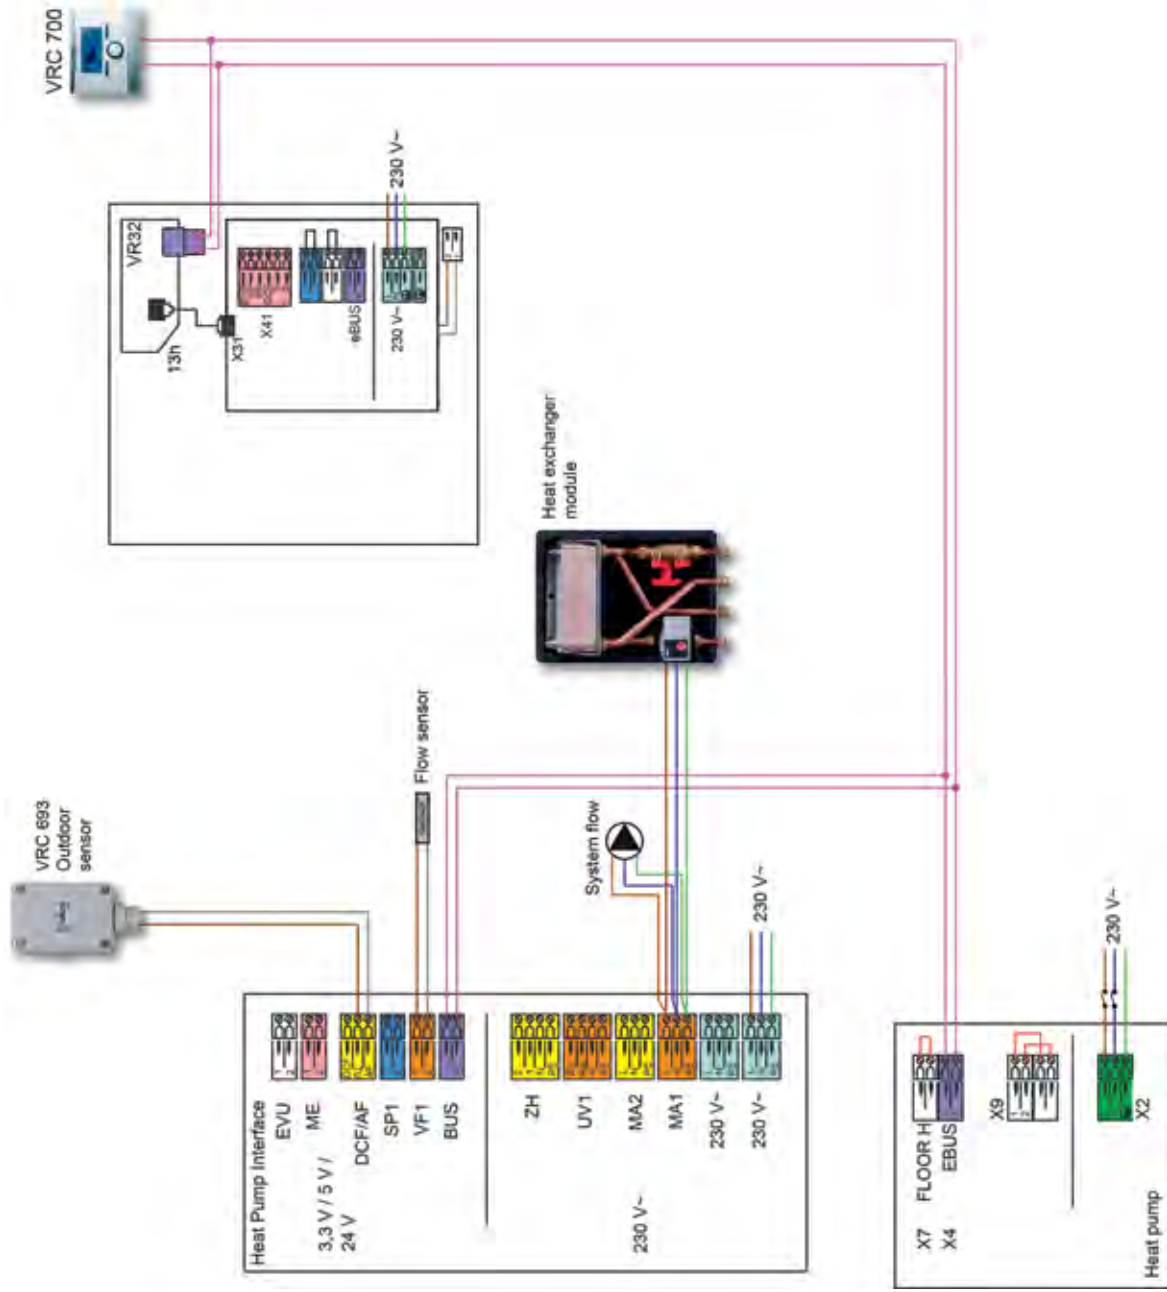 VRC 700
VR32
13h
X31
X41
eBUS
230 V~
230 V~
Heat exchanger
module
VRC 693
Outdoor
sensor
Flow sensor
System flow
230 V~
Heat Pump Interface
EVU
ME
3,3 V / 5 V /
24 V
DCF/AF
SP1
VF1
BUS
ZH
UV1
MA2
MA1
230 V~
230 V~
230 V~
X7 FLOOR H
X4 EBUS
X9
1
2
X2
230 V~
Heat pump